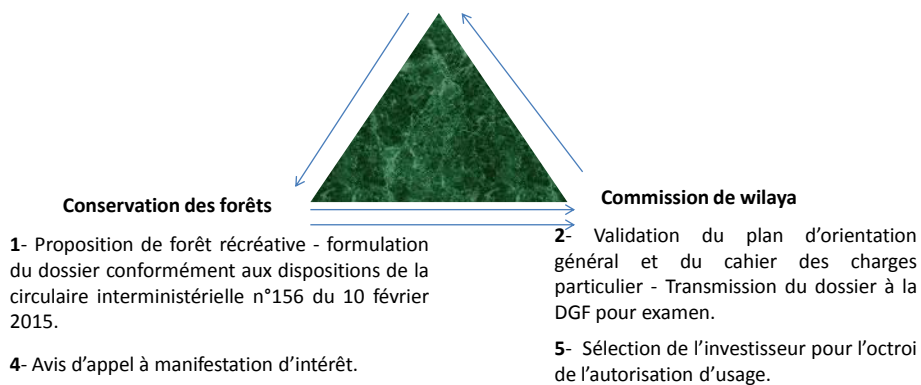 Conservation des forêts
1- Proposition de forêt récréative - formulation
du dossier conformément aux dispositions de la
circulaire interministérielle n°156 du 10 février
2015.
4- Avis d'appel à manifestation d'intérêt.
Commission de wilaya
2- Validation du plan d'orientation
général et du cahier des charges
particulier - Transmission du dossier à la
DGF pour examen.
5- Sélection de l'investisseur pour l'octroi
de l'autorisation d'usage.